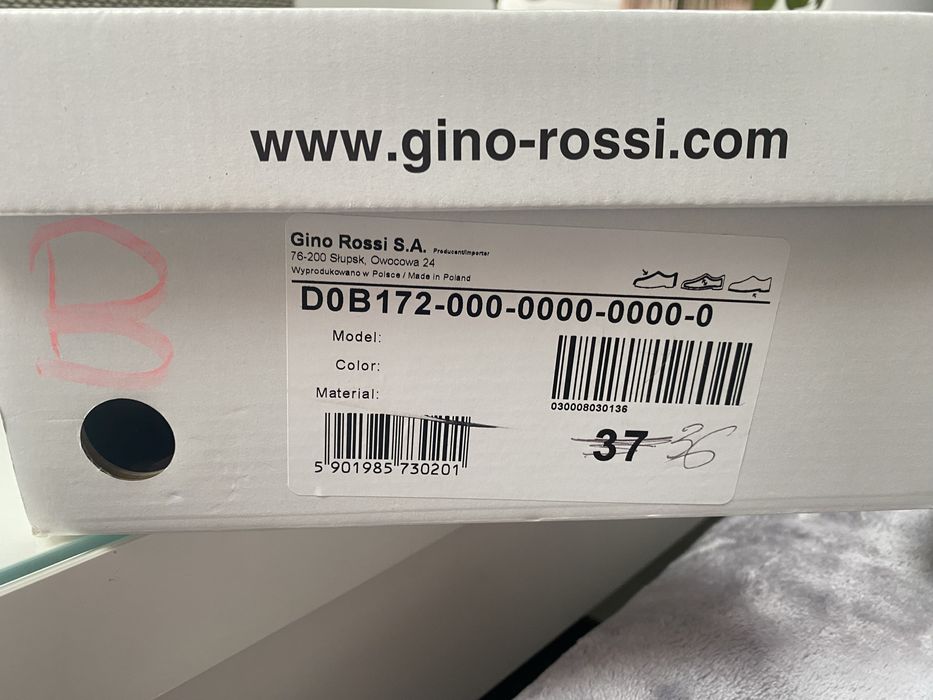 www.gino-rossi.com
Gino Rossi S.A. Producent/Importer
76-200 Słupsk, Owocowa 24
Wyprodukowano w Polsce / Made in Poland
D0B172-000-0000-0000-0
Model:
Color:
Material:
030008030136
5 901985 730201
37 36
B